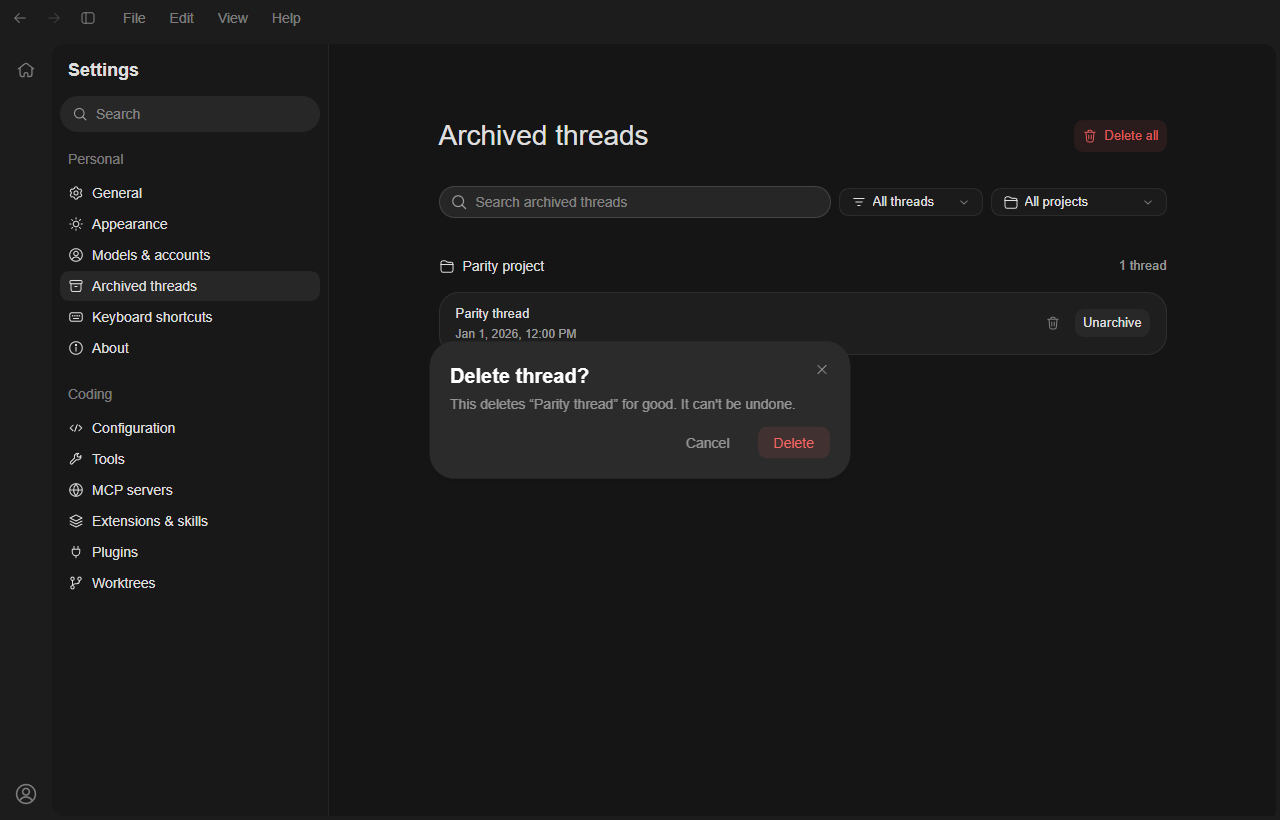 File Edit View Help
Settings
Search
Personal
General
Appearance
Models & accounts
Archived threads
Keyboard shortcuts
About
Coding
Configuration
Tools
MCP servers
Extensions & skills
Plugins
Worktrees
Archived threads
Delete all
Search archived threads
All threads
All projects
Parity project
1 thread
Parity thread
Jan 1, 2026, 12:00 PM
Unarchive
Delete thread?
This deletes “Parity thread” for good. It can't be undone.
Cancel
Delete